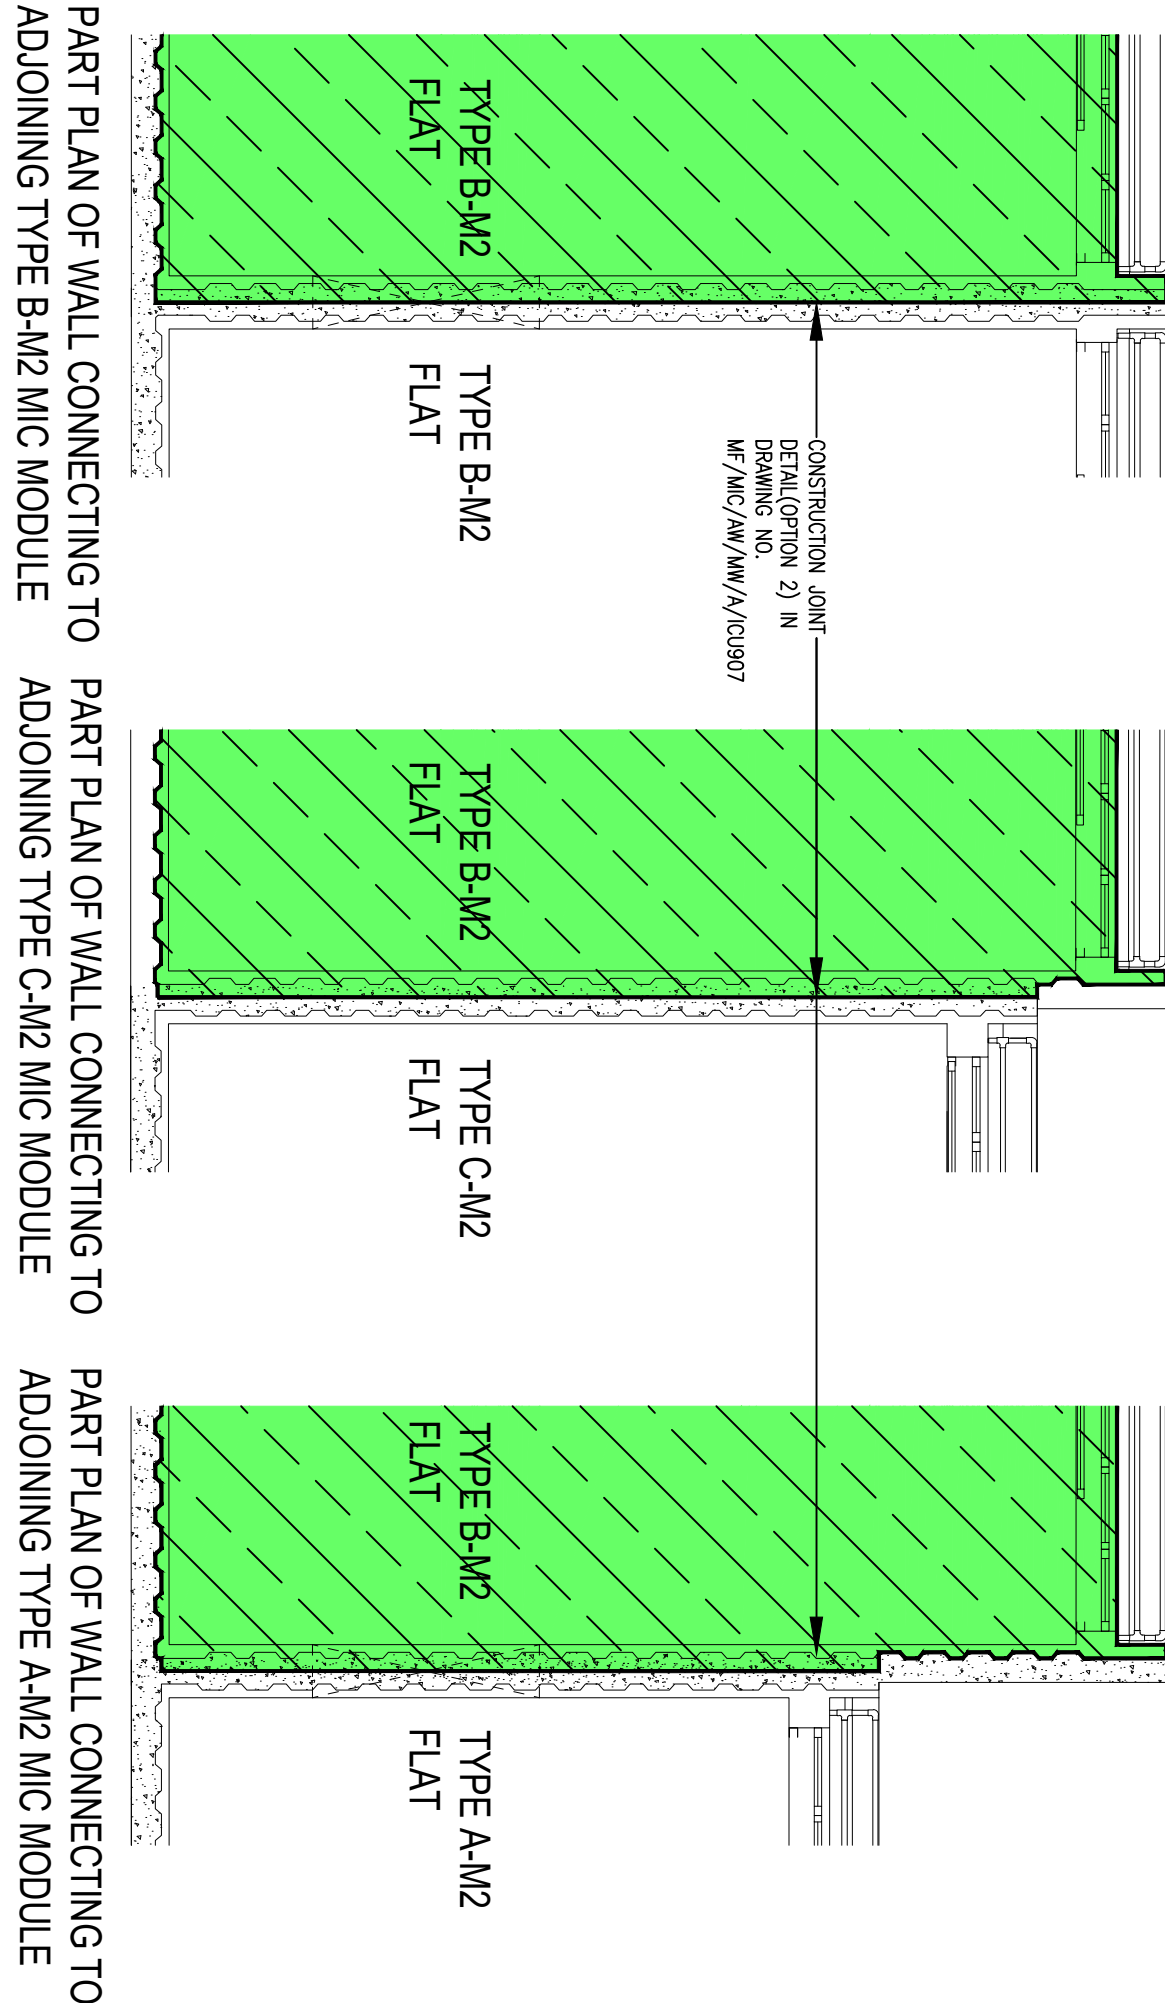 TYPE B-M2
FLAT
TYPE B-M2
FLAT
PART PLAN OF WALL CONNECTING TO
ADJOINING TYPE B-M2 MIC MODULE
CONSTRUCTION JOINT
DETAIL(OPTION 2) IN
DRAWING NO.
MF/MIC/AW/MW/A/ICU907
TYPE B-M2
FLAT
TYPE C-M2
FLAT
PART PLAN OF WALL CONNECTING TO
ADJOINING TYPE C-M2 MIC MODULE
TYPE B-M2
FLAT
TYPE A-M2
FLAT
PART PLAN OF WALL CONNECTING TO
ADJOINING TYPE A-M2 MIC MODULE